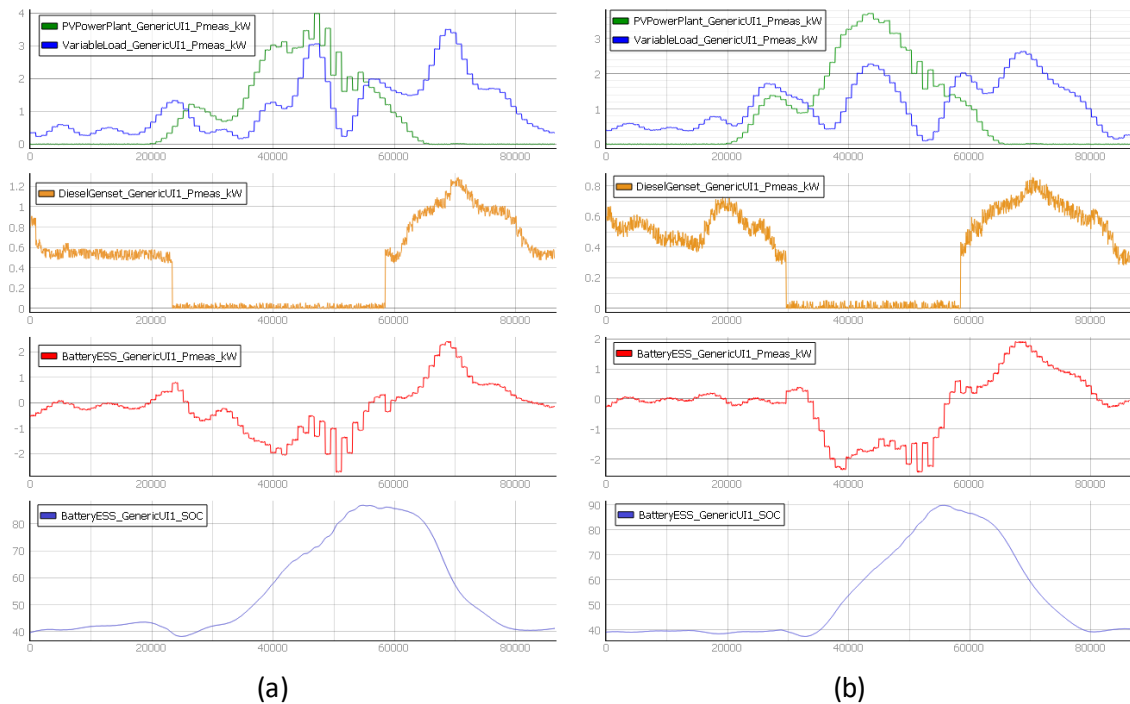 4
3
2
1
0
PVPowerPlant_GenericUI1_Pmeas_kW
VariableLoad_GenericUI1_Pmeas_kW
0 20000 40000 60000 80000
1.2
1
0.8
0.6
0.4
0.2
0
DieselGenset_GenericUI1_Pmeas_kW
0 20000 40000 60000 80000
2
1
0
-1
-2
BatteryESS_GenericUI1_Pmeas_kW
0 20000 40000 60000 80000
80
60
40
BatteryESS_GenericUI1_SOC
0 20000 40000 60000 80000
(a)
3
2
1
0
PVPowerPlant_GenericUI1_Pmeas_kW
VariableLoad_GenericUI1_Pmeas_kW
0 20000 40000 60000 80000
0.8
0.6
0.4
0.2
0
DieselGenset_GenericUI1_Pmeas_kW
0 20000 40000 60000 80000
2
1
0
-1
-2
BatteryESS_GenericUI1_Pmeas_kW
0 20000 40000 60000 80000
90
80
70
60
50
40
BatteryESS_GenericUI1_SOC
0 20000 40000 60000 80000
(b)